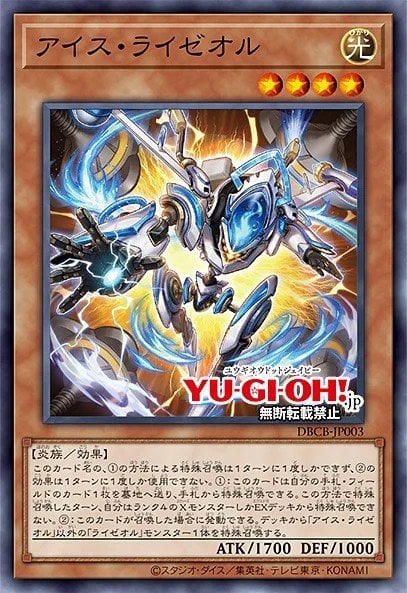 アイス・ライゼオル
光
ユウギオウドットジェイピー
YU-GI-OH!.jp
無断転載禁止
DBCB-JP003
【炎族／効果】
このカード名の、①の方法による特殊召喚は1ターンに1度しかできず、②
の効果は1ターンに1度しか使用できない。①：このカードは自分の手札・フィ
ールドのカード１枚を墓地へ送り、手札から特殊召喚できる。この方法で特殊
召喚したターン、自分はランク４のＸモンスターしかEXデッキから特殊召喚で
きない。②：このカードが召喚した場合に発動できる。デッキから「アイス・ライゼ
オル」以外の「ライゼオル」モンスター１体を特殊召喚する。
ATK/1700 DEF/1000
©スタジオ・ダイス／集英社・テレビ東京・KONAMI